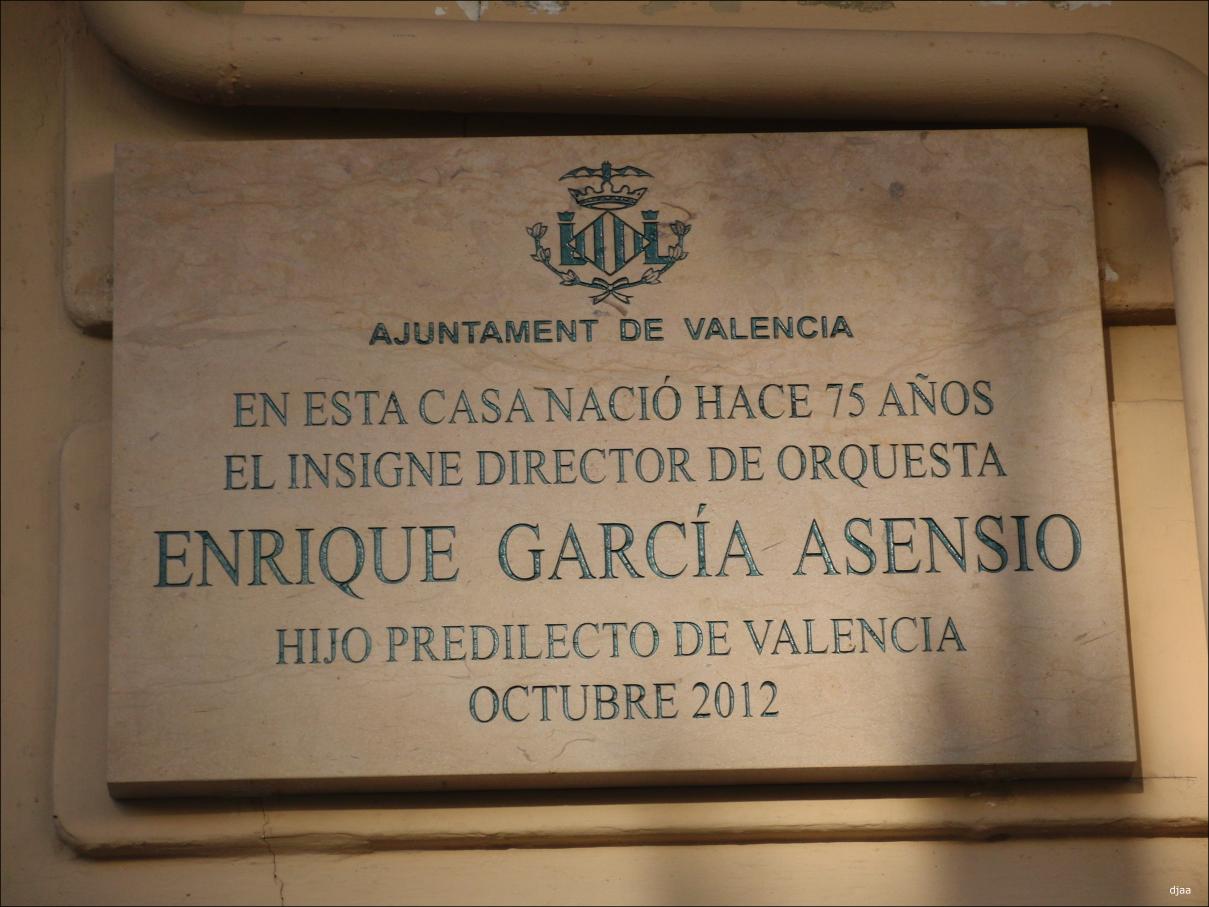 AJUNTAMENT DE VALENCIA
EN ESTA CASA NACIÓ HACE 75 AÑOS
EL INSIGNE DIRECTOR DE ORQUESTA
ENRIQUE GARCÍA ASENSIO
HIJO PREDILECTO DE VALENCIA
OCTUBRE 2012
djaa